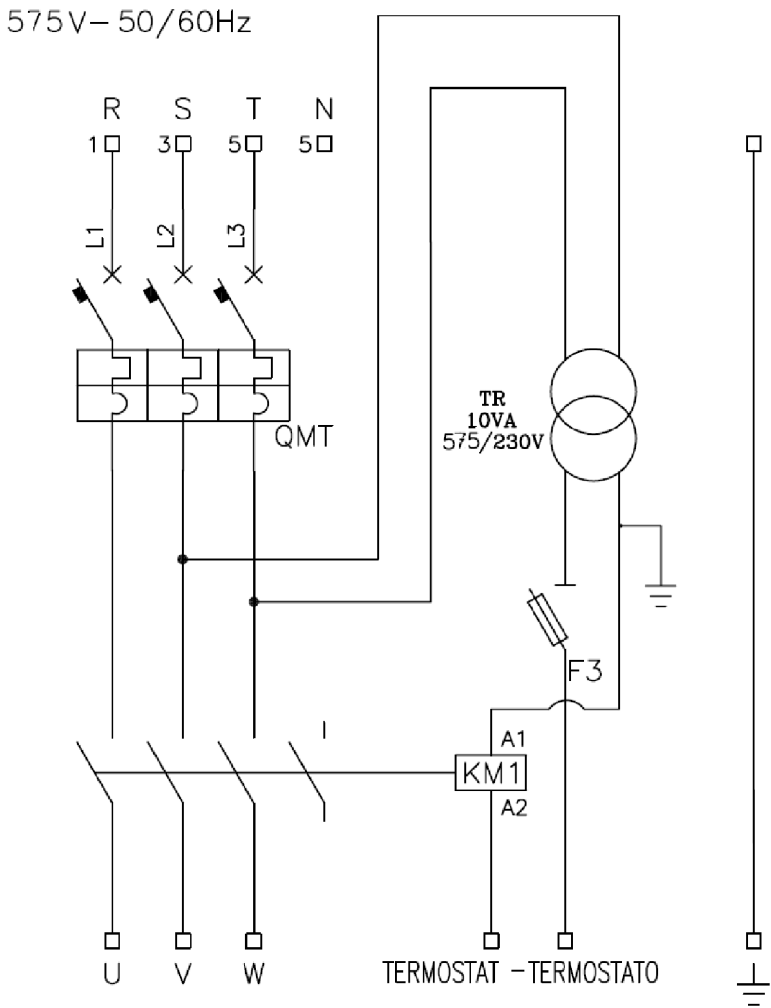 575V-50/60Hz
R S T N
1 3 5 5
L1 L2 L3
TR
10VA
575/230V
QMT
F3
A1
KM1
A2
U V W TERMOSTAT -TERMOSTATO